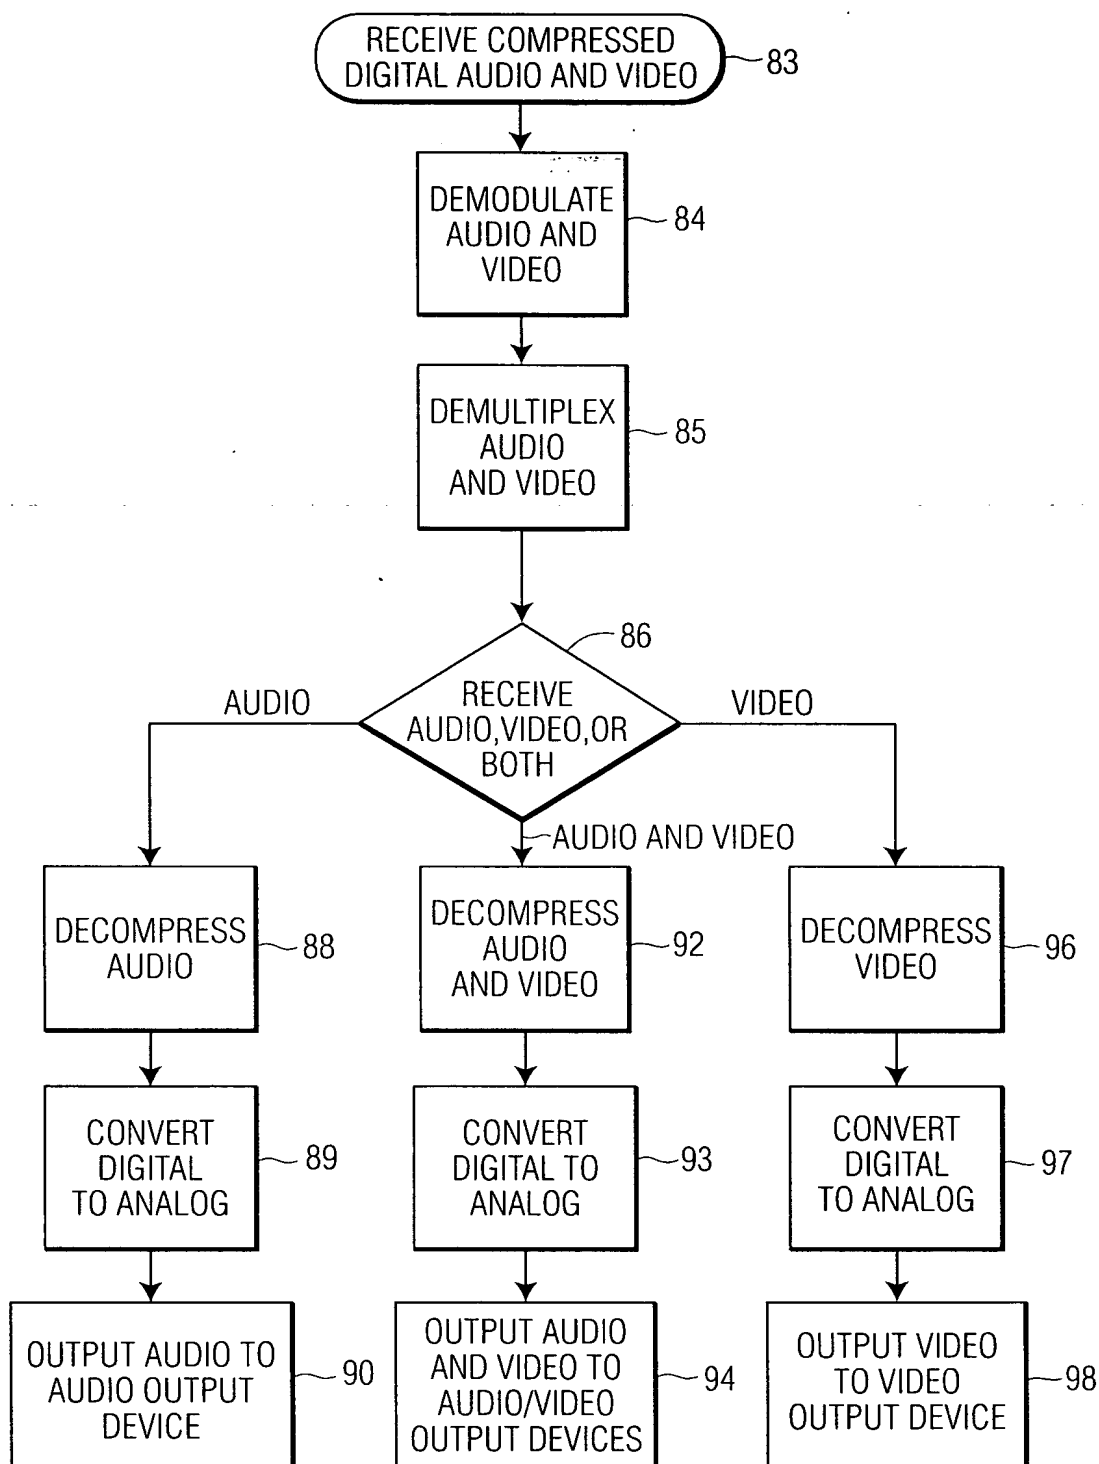 RECEIVE COMPRESSED
DIGITAL AUDIO AND VIDEO
83
DEMODULATE
AUDIO AND
VIDEO
84
DEMULTIPLEX
AUDIO
AND VIDEO
85
86
RECEIVE
AUDIO,VIDEO,OR
BOTH
AUDIO
VIDEO
AUDIO AND VIDEO
DECOMPRESS
AUDIO
88
DECOMPRESS
AUDIO
AND VIDEO
92
DECOMPRESS
VIDEO
96
CONVERT
DIGITAL
TO ANALOG
89
CONVERT
DIGITAL TO
ANALOG
93
CONVERT
DIGITAL
TO ANALOG
97
OUTPUT AUDIO TO
AUDIO OUTPUT
DEVICE
90
OUTPUT AUDIO
AND VIDEO TO
AUDIO/VIDEO
OUTPUT DEVICES
94
OUTPUT VIDEO
TO VIDEO
OUTPUT DEVICE
98